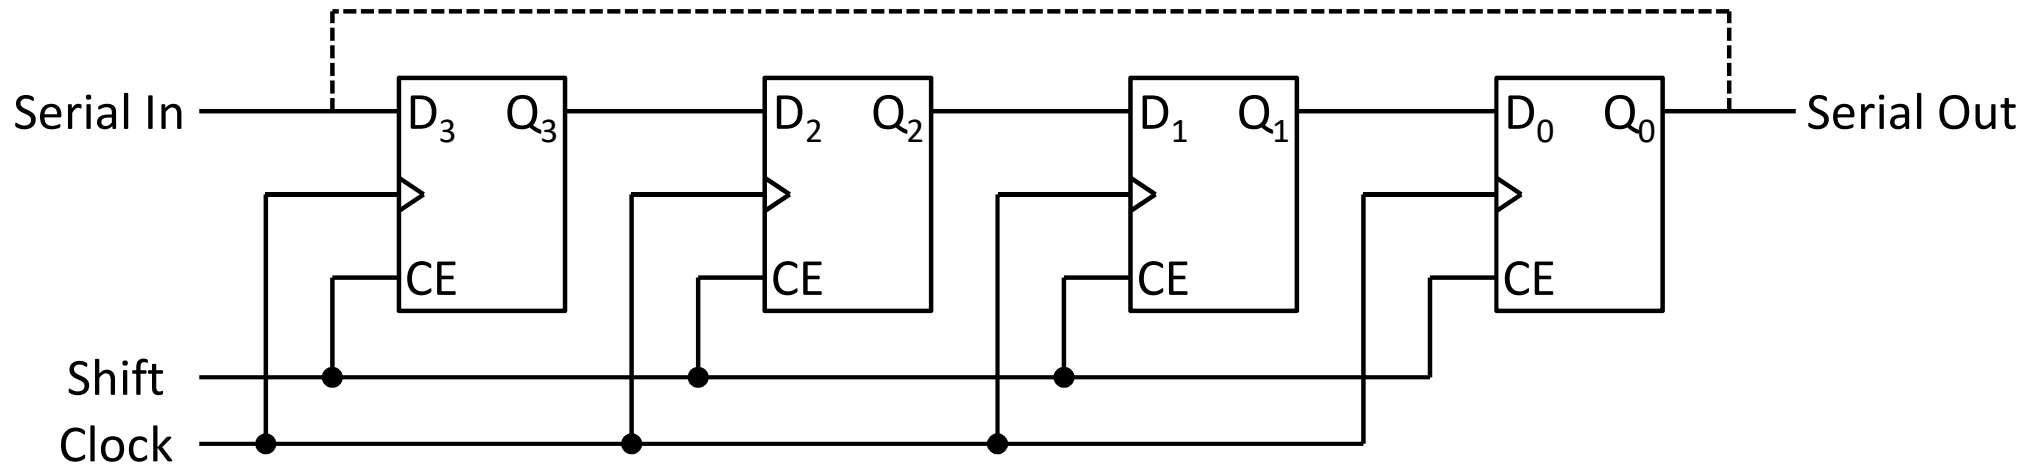 Serial In D₃ Q₃ D₂ Q₂ D₁ Q₁ D₀ Q₀ Serial Out
CE CE CE CE
Shift
Clock